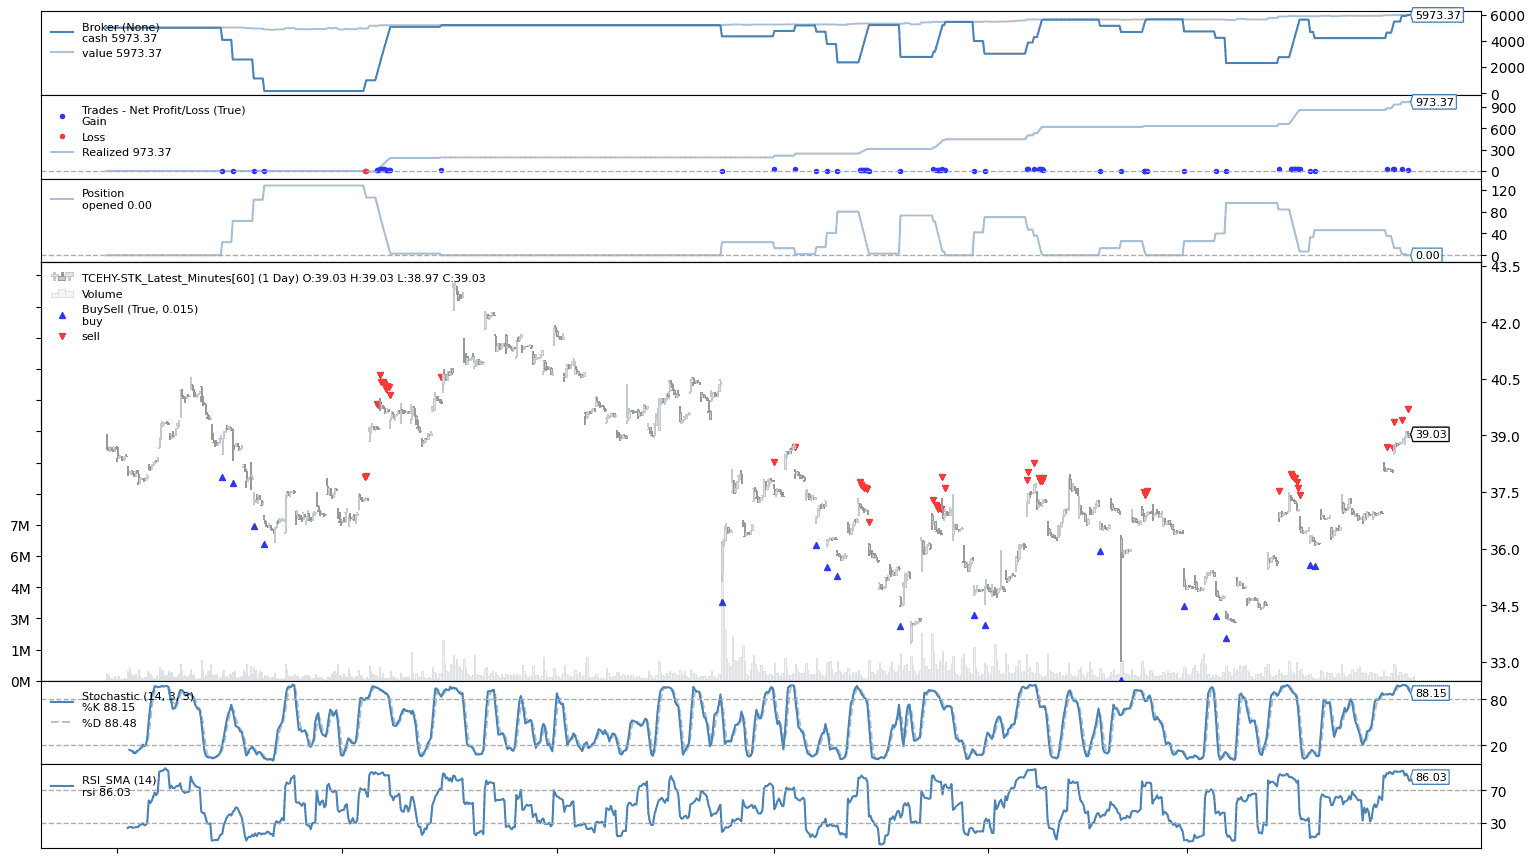 Broker (None)
cash 5973.37
value 5973.37
5973.37
6000
4000
2000
0
Trades - Net Profit/Loss (True)
Gain
Loss
Realized 973.37
973.37
900
600
300
0
Position
opened 0.00
120
80
40
0
0.00
TCEHY-STK_Latest_Minutes[60] (1 Day) O:39.03 H:39.03 L:38.97 C:39.03
Volume
BuySell (True, 0.015)
buy
sell
43.5
42.0
40.5
39.0
39.03
37.5
36.0
34.5
33.0
7M
6M
4M
3M
1M
0M
Stochastic (14, 3, 3)
%K 88.15
%D 88.48
88.15
80
20
RSI_SMA (14)
rsi 86.03
86.03
70
30